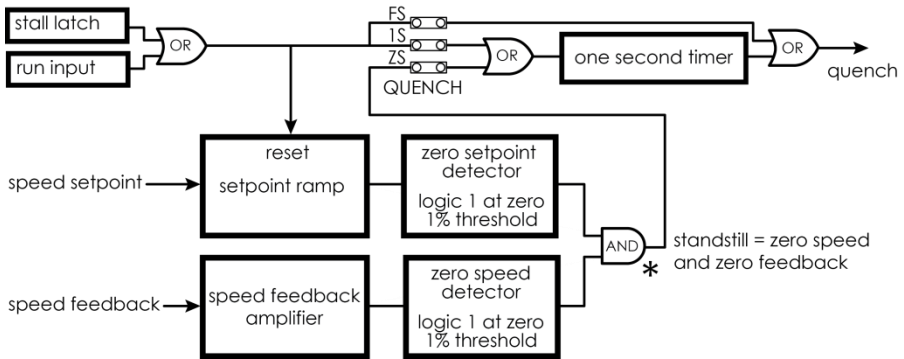 stall latch
run input
OR
FS
1S
ZS
QUENCH
OR
one second timer
OR
quench
speed setpoint
reset
setpoint ramp
zero setpoint
detector
logic 1 at zero
1% threshold
AND
*
standstill = zero speed
and zero feedback
speed feedback
speed feedback
amplifier
zero speed
detector
logic 1 at zero
1% threshold